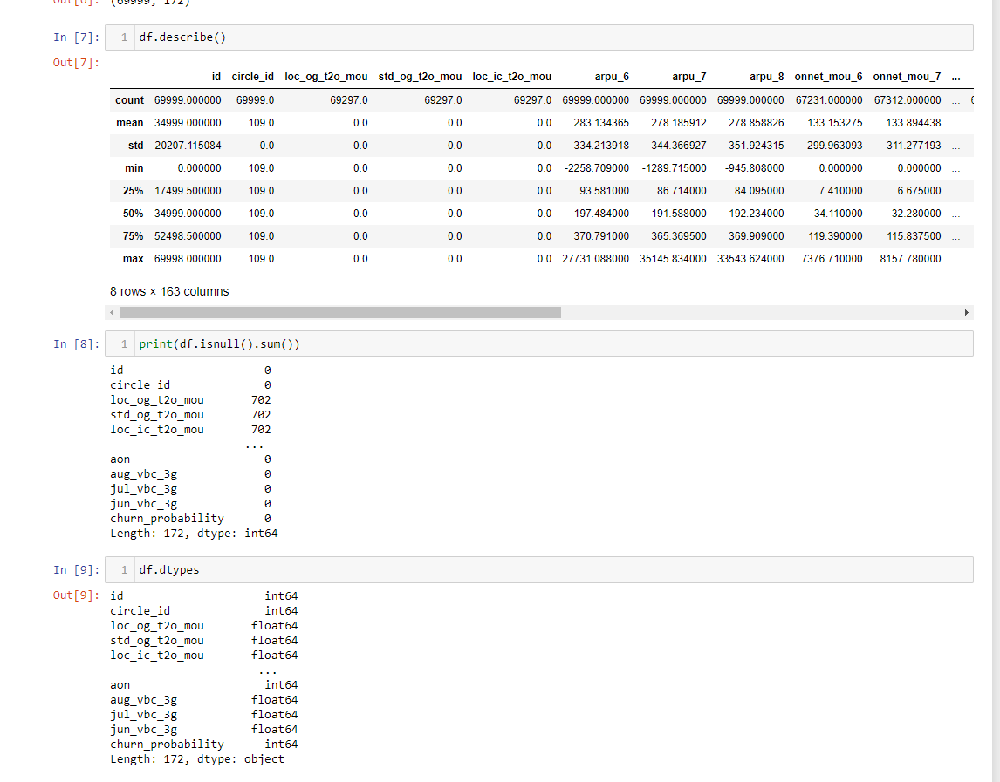 Out[6]: (69999, 172)
In [7]: 1 df.describe()
Out[7]:
id circle_id loc_og_t2o_mou std_og_t2o_mou loc_ic_t2o_mou arpu_6 arpu_7 arpu_8 onnet_mou_6 onnet_mou_7 ...
count 69999.000000 69999.0 69297.0 69297.0 69297.0 69999.000000 69999.000000 69999.000000 67231.000000 67312.000000 ... 6
mean 34999.000000 109.0 0.0 0.0 0.0 283.134365 278.185912 278.858826 133.153275 133.894438 ...
std 20207.115084 0.0 0.0 0.0 0.0 334.213918 344.366927 351.924315 299.963093 311.277193 ...
min 0.000000 109.0 0.0 0.0 0.0 -2258.709000 -1289.715000 -945.808000 0.000000 0.000000 ...
25% 17499.500000 109.0 0.0 0.0 0.0 93.581000 86.714000 84.095000 7.410000 6.675000 ...
50% 34999.000000 109.0 0.0 0.0 0.0 197.484000 191.588000 192.234000 34.110000 32.280000 ...
75% 52498.500000 109.0 0.0 0.0 0.0 370.791000 365.369500 369.909000 119.390000 115.837500 ...
max 69998.000000 109.0 0.0 0.0 0.0 27731.088000 35145.834000 33543.624000 7376.710000 8157.780000 ...
8 rows × 163 columns
In [8]: 1 print(df.isnull().sum())
id 0
circle_id 0
loc_og_t2o_mou 702
std_og_t2o_mou 702
loc_ic_t2o_mou 702
...
aon 0
aug_vbc_3g 0
jul_vbc_3g 0
jun_vbc_3g 0
churn_probability 0
Length: 172, dtype: int64
In [9]: 1 df.dtypes
Out[9]: id int64
circle_id int64
loc_og_t2o_mou float64
std_og_t2o_mou float64
loc_ic_t2o_mou float64
...
aon int64
aug_vbc_3g float64
jul_vbc_3g float64
jun_vbc_3g float64
churn_probability int64
Length: 172, dtype: object